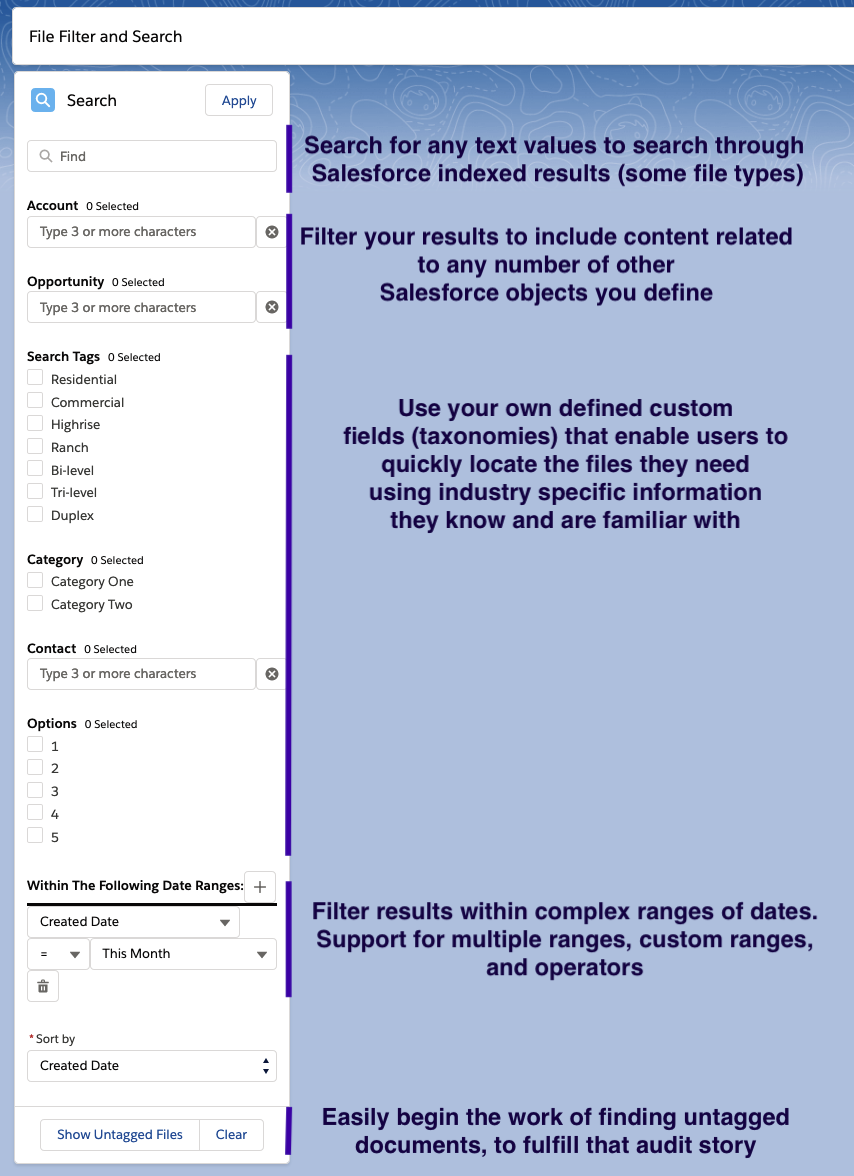 File Filter and Search
Search
Apply
Find
Search for any text values to search through
Salesforce indexed results (some file types)
Account 0 Selected
Type 3 or more characters
Opportunity 0 Selected
Type 3 or more characters
Filter your results to include content related
to any number of other
Salesforce objects you define
Search Tags 0 Selected
Residential
Commercial
Highrise
Ranch
Bi-level
Tri-level
Duplex
Category 0 Selected
Category One
Category Two
Contact 0 Selected
Type 3 or more characters
Options 0 Selected
1
2
3
4
5
Use your own defined custom
fields (taxonomies) that enable users to
quickly locate the files they need
using industry specific information
they know and are familiar with
Within The Following Date Ranges: +
Created Date
= This Month
Filter results within complex ranges of dates.
Support for multiple ranges, custom ranges,
and operators
*Sort by
Created Date
Show Untagged Files Clear
Easily begin the work of finding untagged
documents, to fulfill that audit story